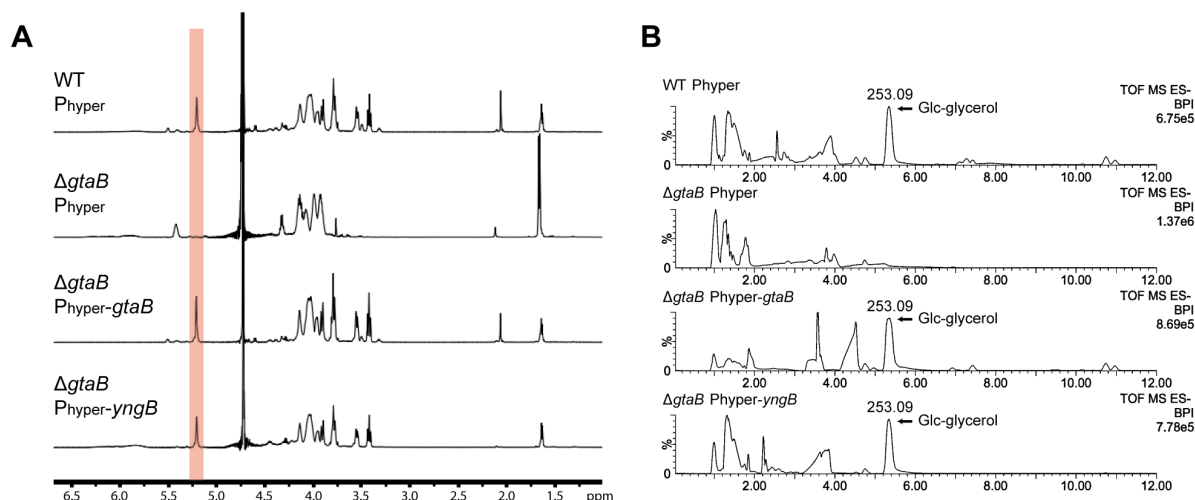 A
WT
Phyper
ΔgtaB
Phyper
ΔgtaB
Phyper-gtaB
ΔgtaB
Phyper-yngB
6.5 6.0 5.5 5.0 4.5 4.0 3.5 3.0 2.5 2.0 1.5 ppm
B
WT Phyper
TOF MS ES-
BPI
6.75e5
253.09
Glc-glycerol
%
0
2.00 4.00 6.00 8.00 10.00 12.00
ΔgtaB Phyper
TOF MS ES-
BPI
1.37e6
%
0
2.00 4.00 6.00 8.00 10.00 12.00
ΔgtaB Phyper-gtaB
TOF MS ES-
BPI
8.69e5
253.09
Glc-glycerol
%
0
2.00 4.00 6.00 8.00 10.00 12.00
ΔgtaB Phyper-yngB
TOF MS ES-
BPI
7.78e5
253.09
Glc-glycerol
%
0
2.00 4.00 6.00 8.00 10.00 12.00